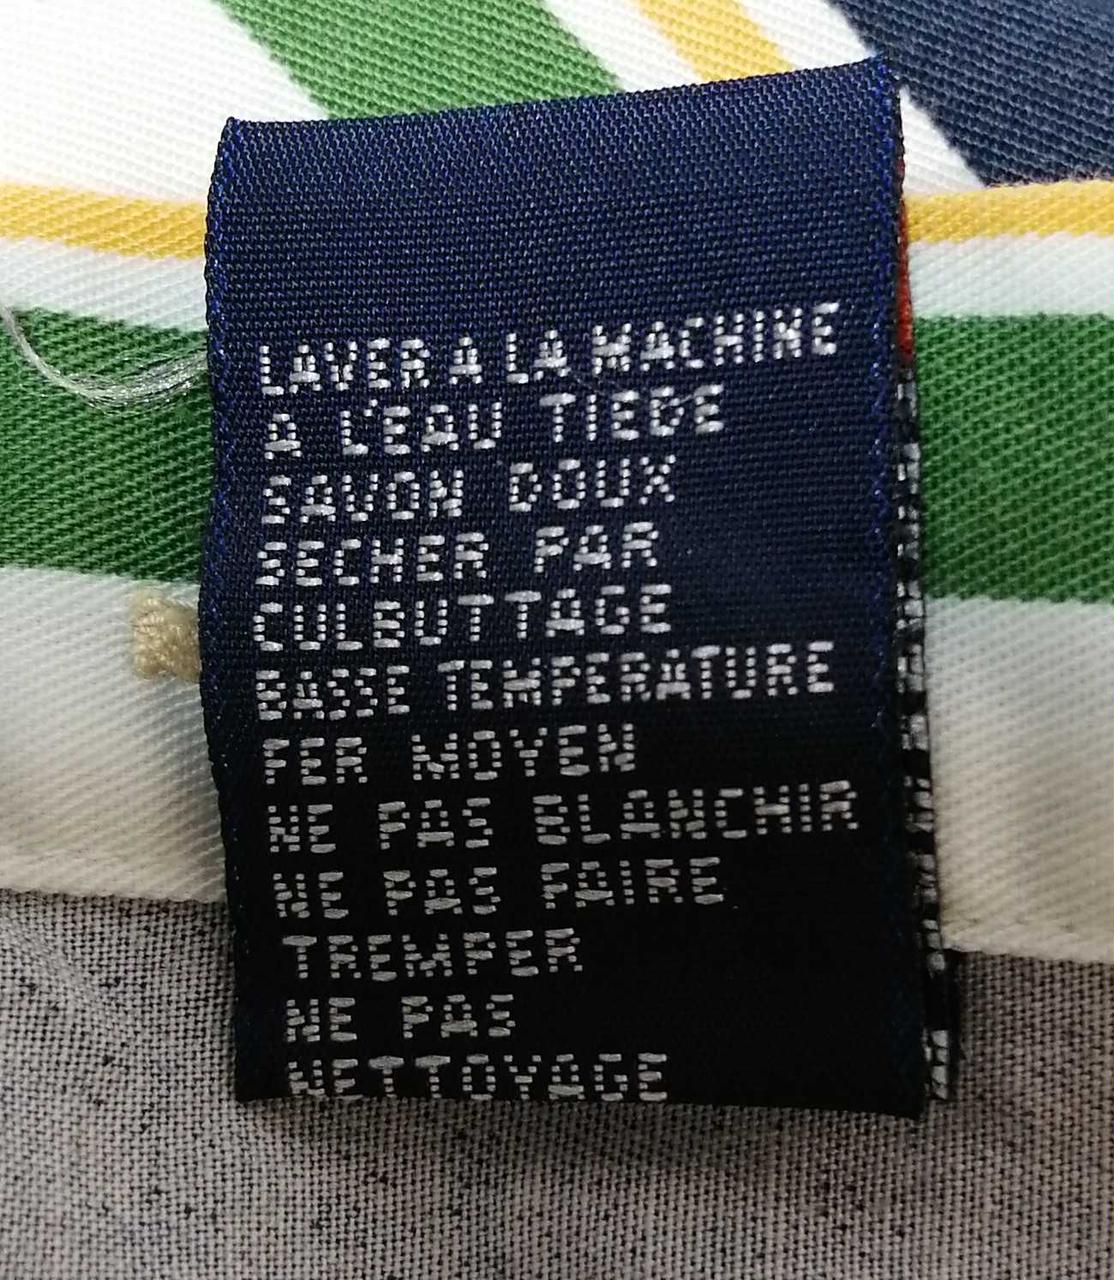 LAVER A LA MACHINE
A L'EAU TIEDE
SAVON DOUX
SECHER PAR
CULBUTTAGE
BASSE TEMPERATURE
FER MOYEN
NE PAS BLANCHIR
NE PAS FAIRE
TREMPER
NE PAS
NETTOYAGE